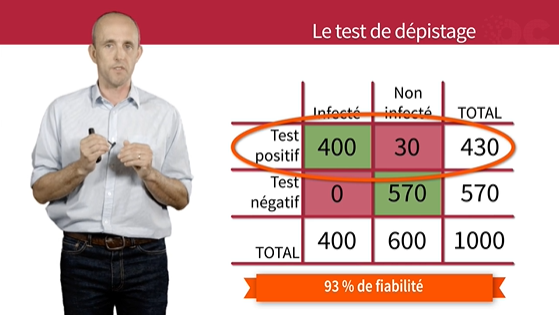 Le test de dépistage
Non
Infecté infecté TOTAL
Test
positif 400 30 430
Test
négatif 0 570 570
TOTAL 400 600 1000
93 % de fiabilité